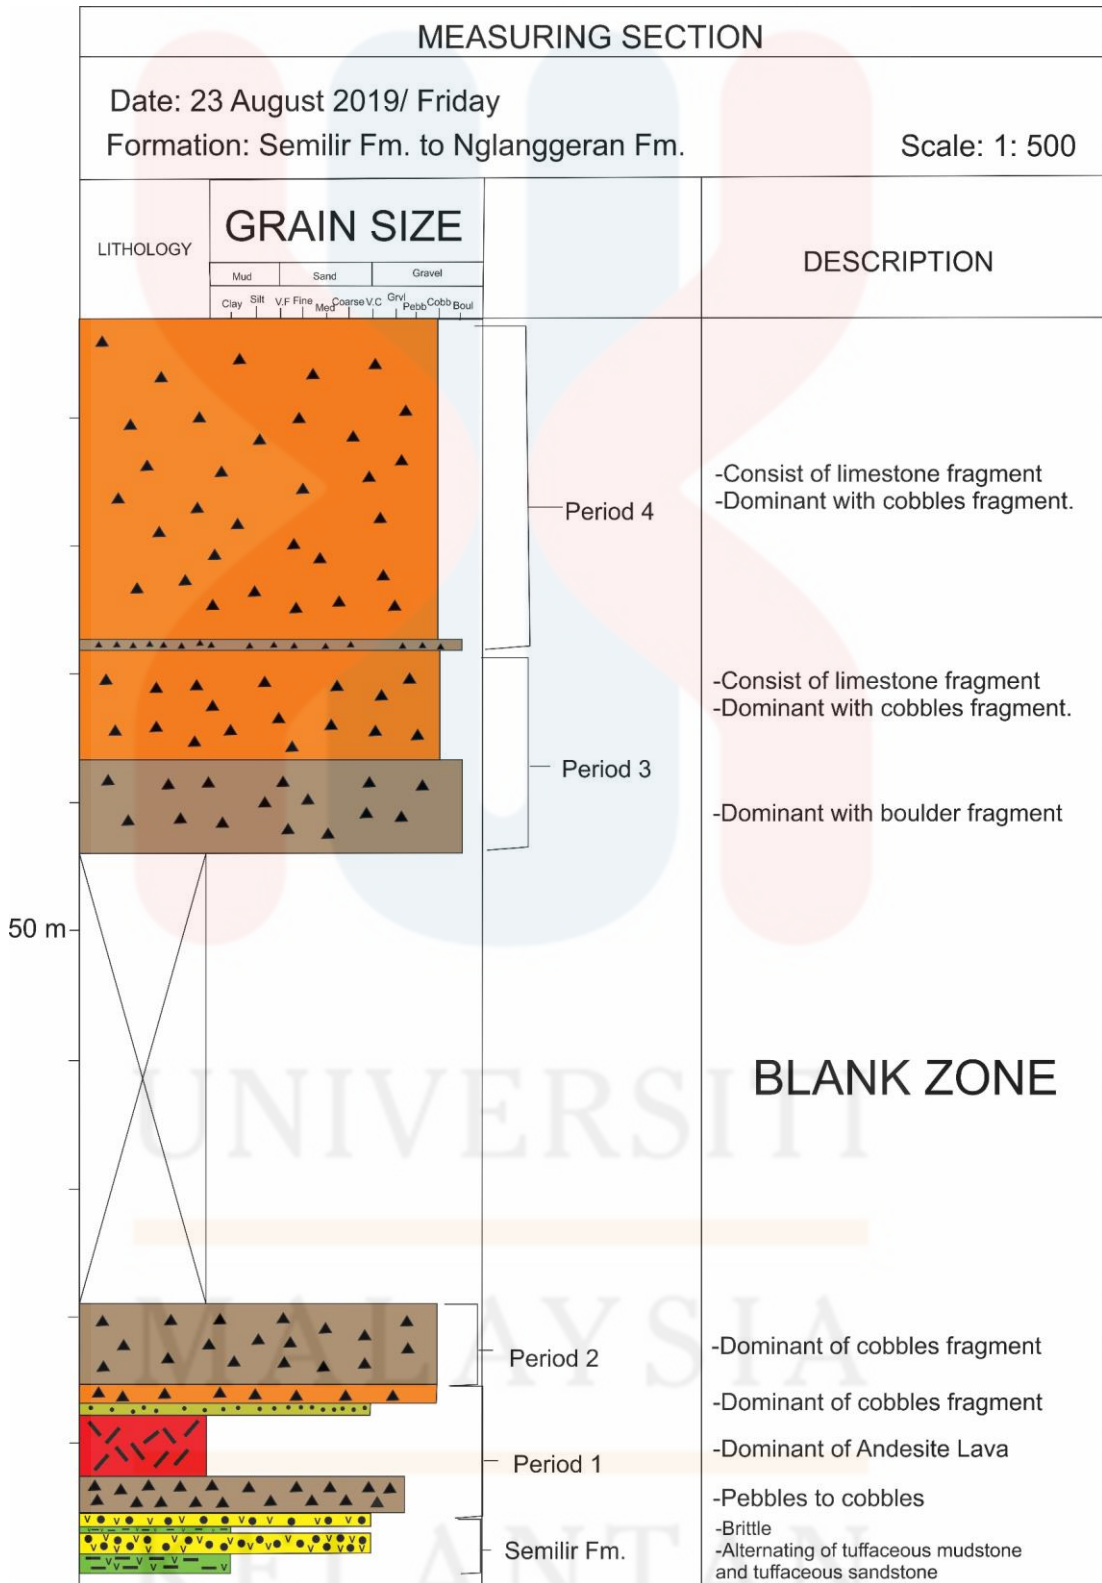 MEASURING SECTION
Date: 23 August 2019/ Friday
Formation: Semilir Fm. to Nglanggeran Fm.
Scale: 1: 500
LITHOLOGY
GRAIN SIZE
DESCRIPTION
Mud Sand Gravel
Clay Silt V.F Fine Med Coarse V.C Grvl Pebb Cobb Boul
Period 4
-Consist of limestone fragment
-Dominant with cobbles fragment.
-Consist of limestone fragment
-Dominant with cobbles fragment.
Period 3
-Dominant with boulder fragment
50 m
BLANK ZONE
UNIVERSITI
MALAYSIA
KELANTAN
Period 2
-Dominant of cobbles fragment
-Dominant of cobbles fragment
Period 1
-Dominant of Andesite Lava
-Pebbles to cobbles
Semilir Fm.
-Brittle
-Alternating of tuffaceous mudstone
and tuffaceous sandstone